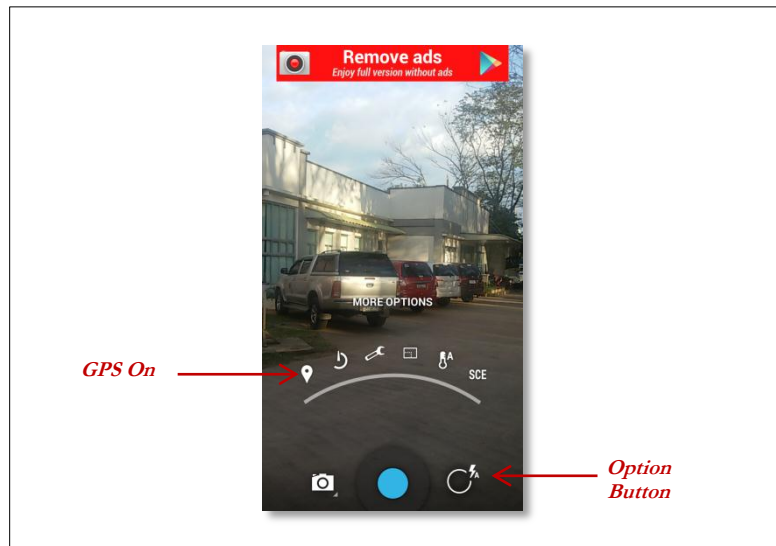 Remove ads
Enjoy full version without ads
MORE OPTIONS
GPS On
A
SCE
A
Option
Button